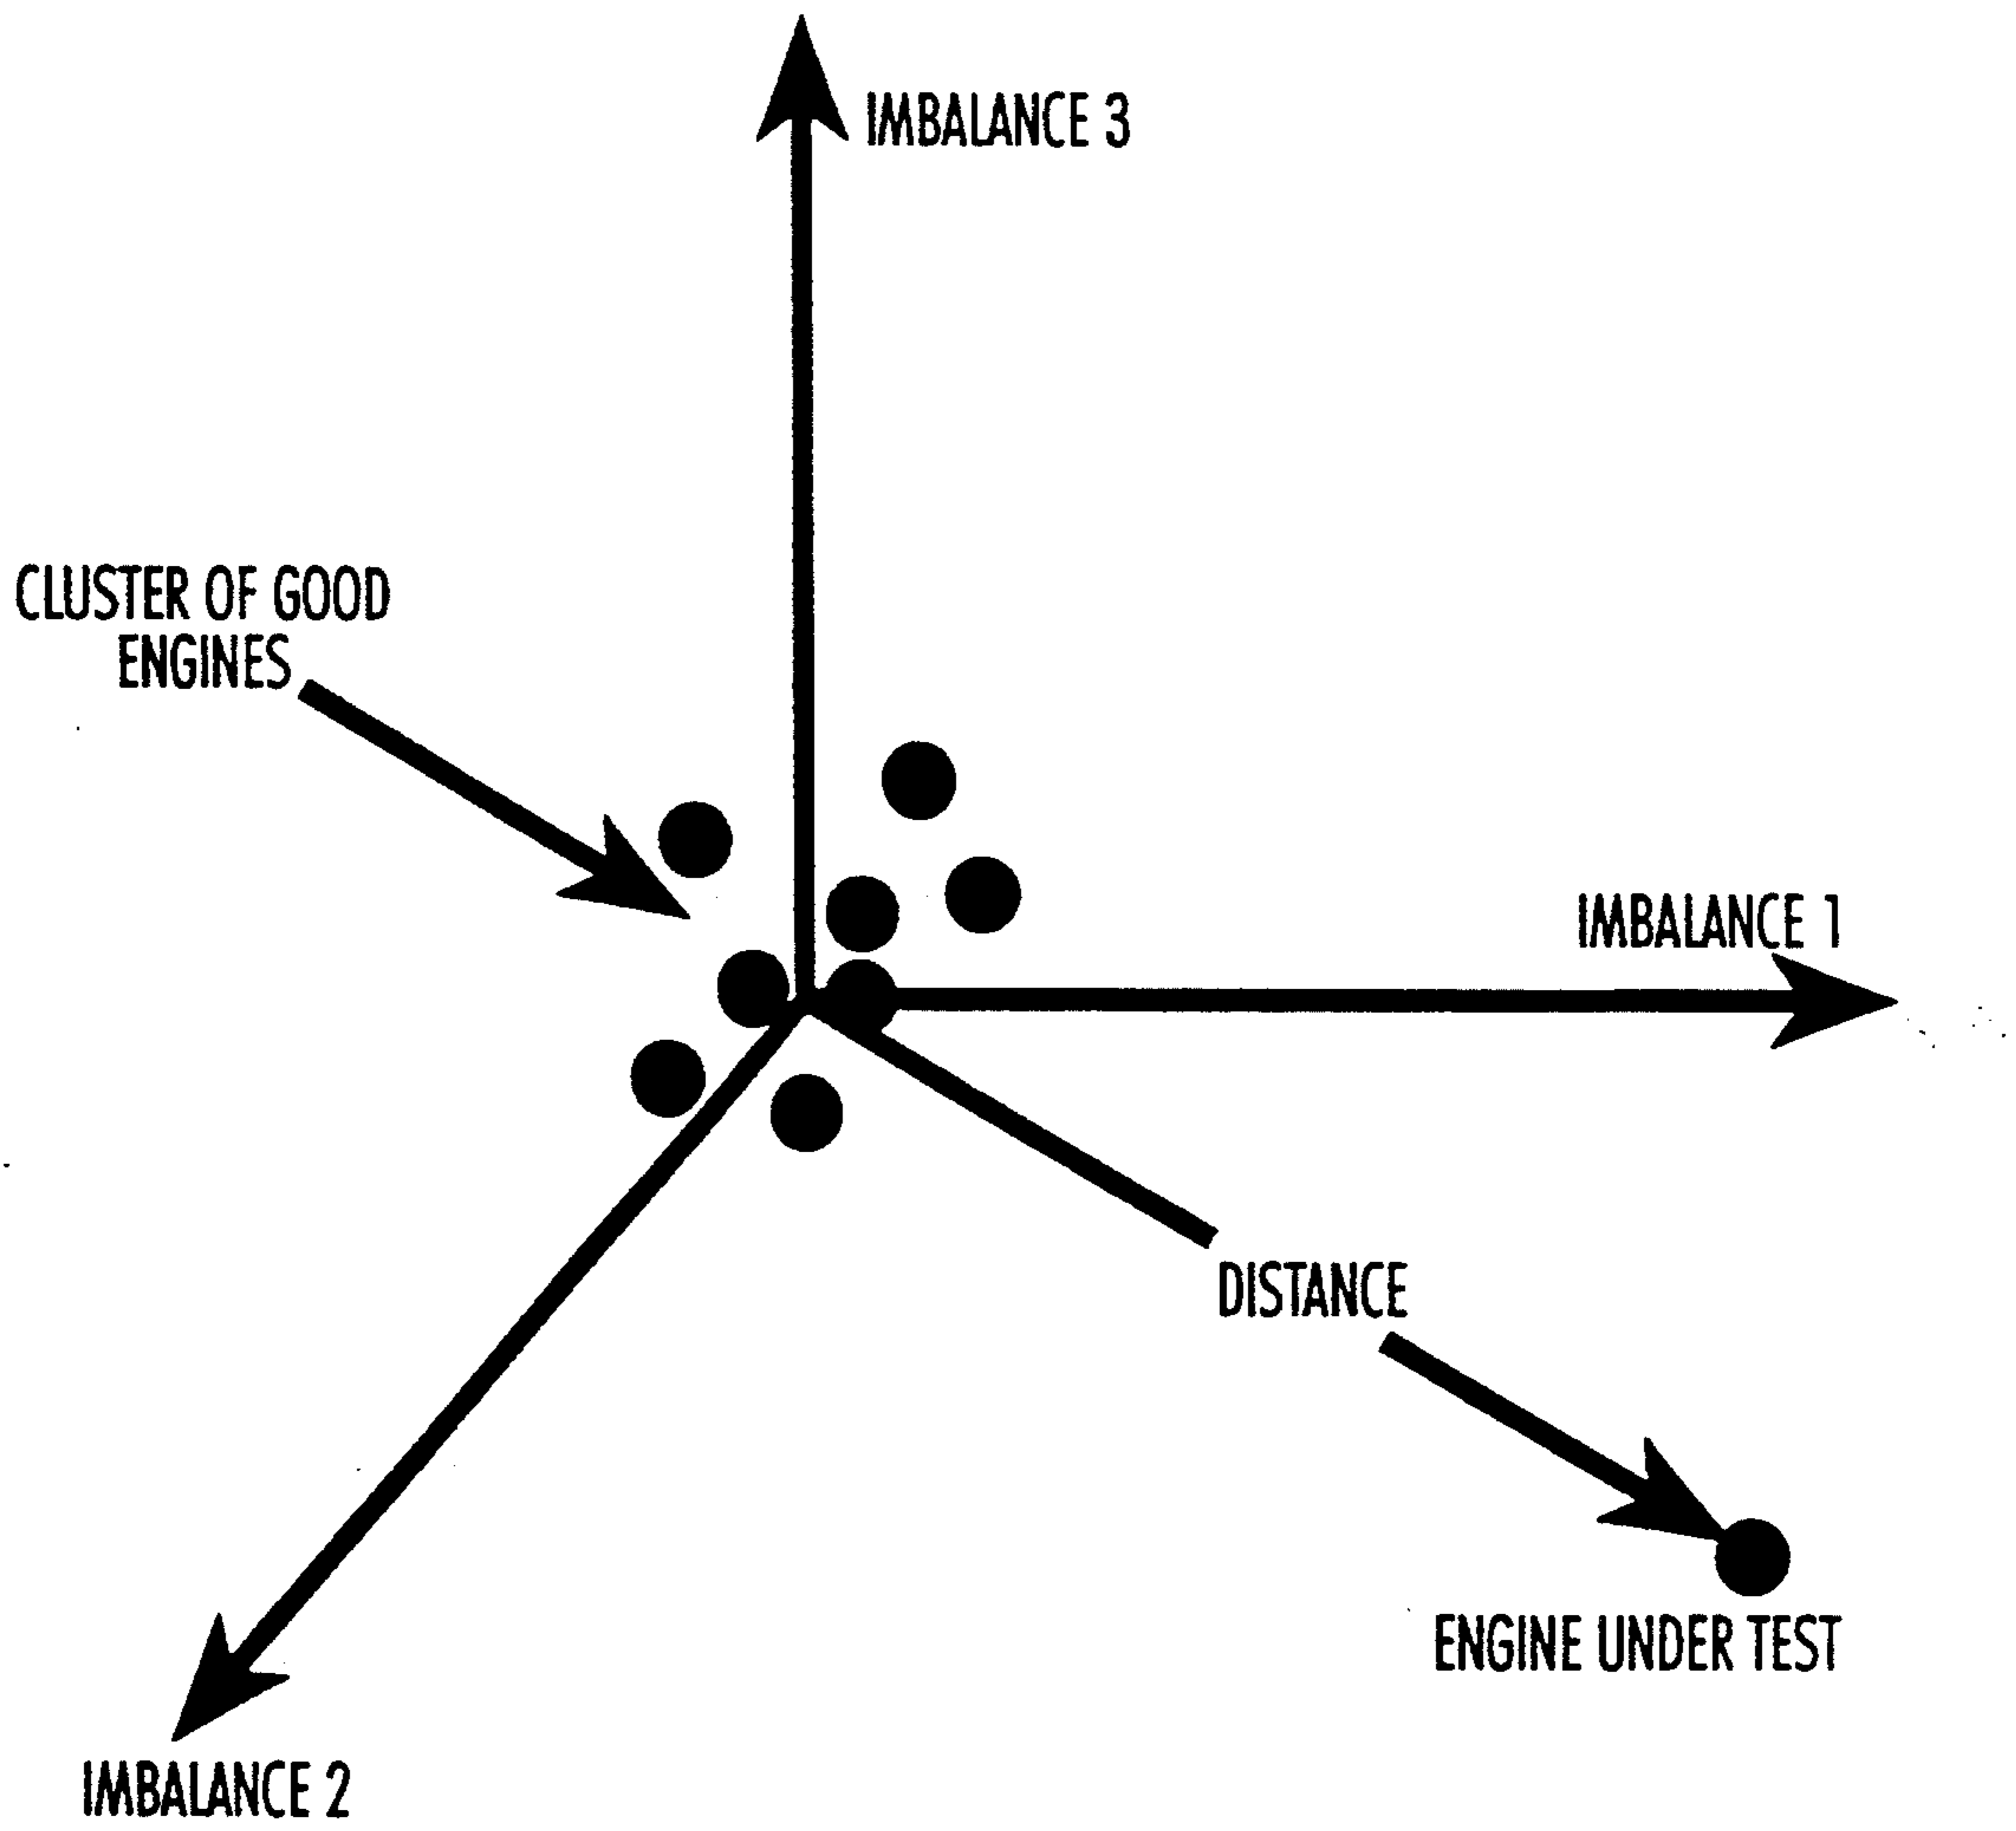 IMBALANCE 3
CLUSTER OF GOOD
ENGINES
IMBALANCE 1
DISTANCE
ENGINE UNDER TEST
IMBALANCE 2